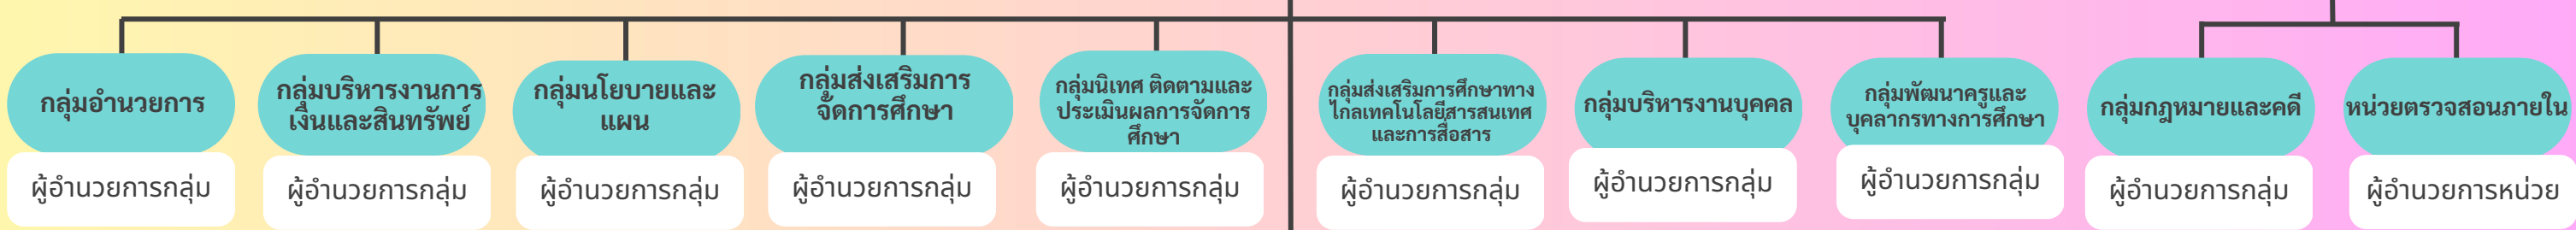 กลุ่มอำนวยการ
ผู้อำนวยการกลุ่ม
กลุ่มบริหารงานการ
เงินและสินทรัพย์
ผู้อำนวยการกลุ่ม
กลุ่มนโยบายและ
แผน
ผู้อำนวยการกลุ่ม
กลุ่มส่งเสริมการ
จัดการศึกษา
ผู้อำนวยการกลุ่ม
กลุ่มนิเทศ ติดตามและ
ประเมินผลการจัดการ
ศึกษา
ผู้อำนวยการกลุ่ม
กลุ่มส่งเสริมการศึกษาทาง
ไกลเทคโนโลยีสารสนเทศ
และการสื่อสาร
ผู้อำนวยการกลุ่ม
กลุ่มบริหารงานบุคคล
ผู้อำนวยการกลุ่ม
กลุ่มพัฒนาครูและ
บุคลากรทางการศึกษา
ผู้อำนวยการกลุ่ม
กลุ่มกฎหมายและคดี
ผู้อำนวยการกลุ่ม
หน่วยตรวจสอบภายใน
ผู้อำนวยการหน่วย